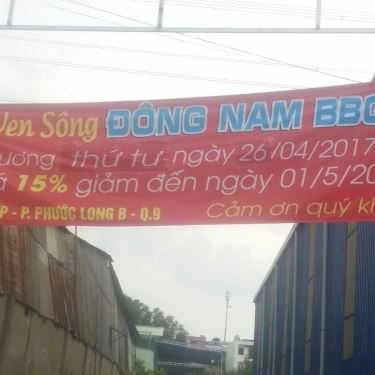 Ven Sông ĐÔNG NAM BBQ
ương thứ tư - ngày 26/04/2017
15% giảm đến ngày 01/5/20
P - P. PHƯỚC LONG B - Q.9 Cảm ơn quý kh